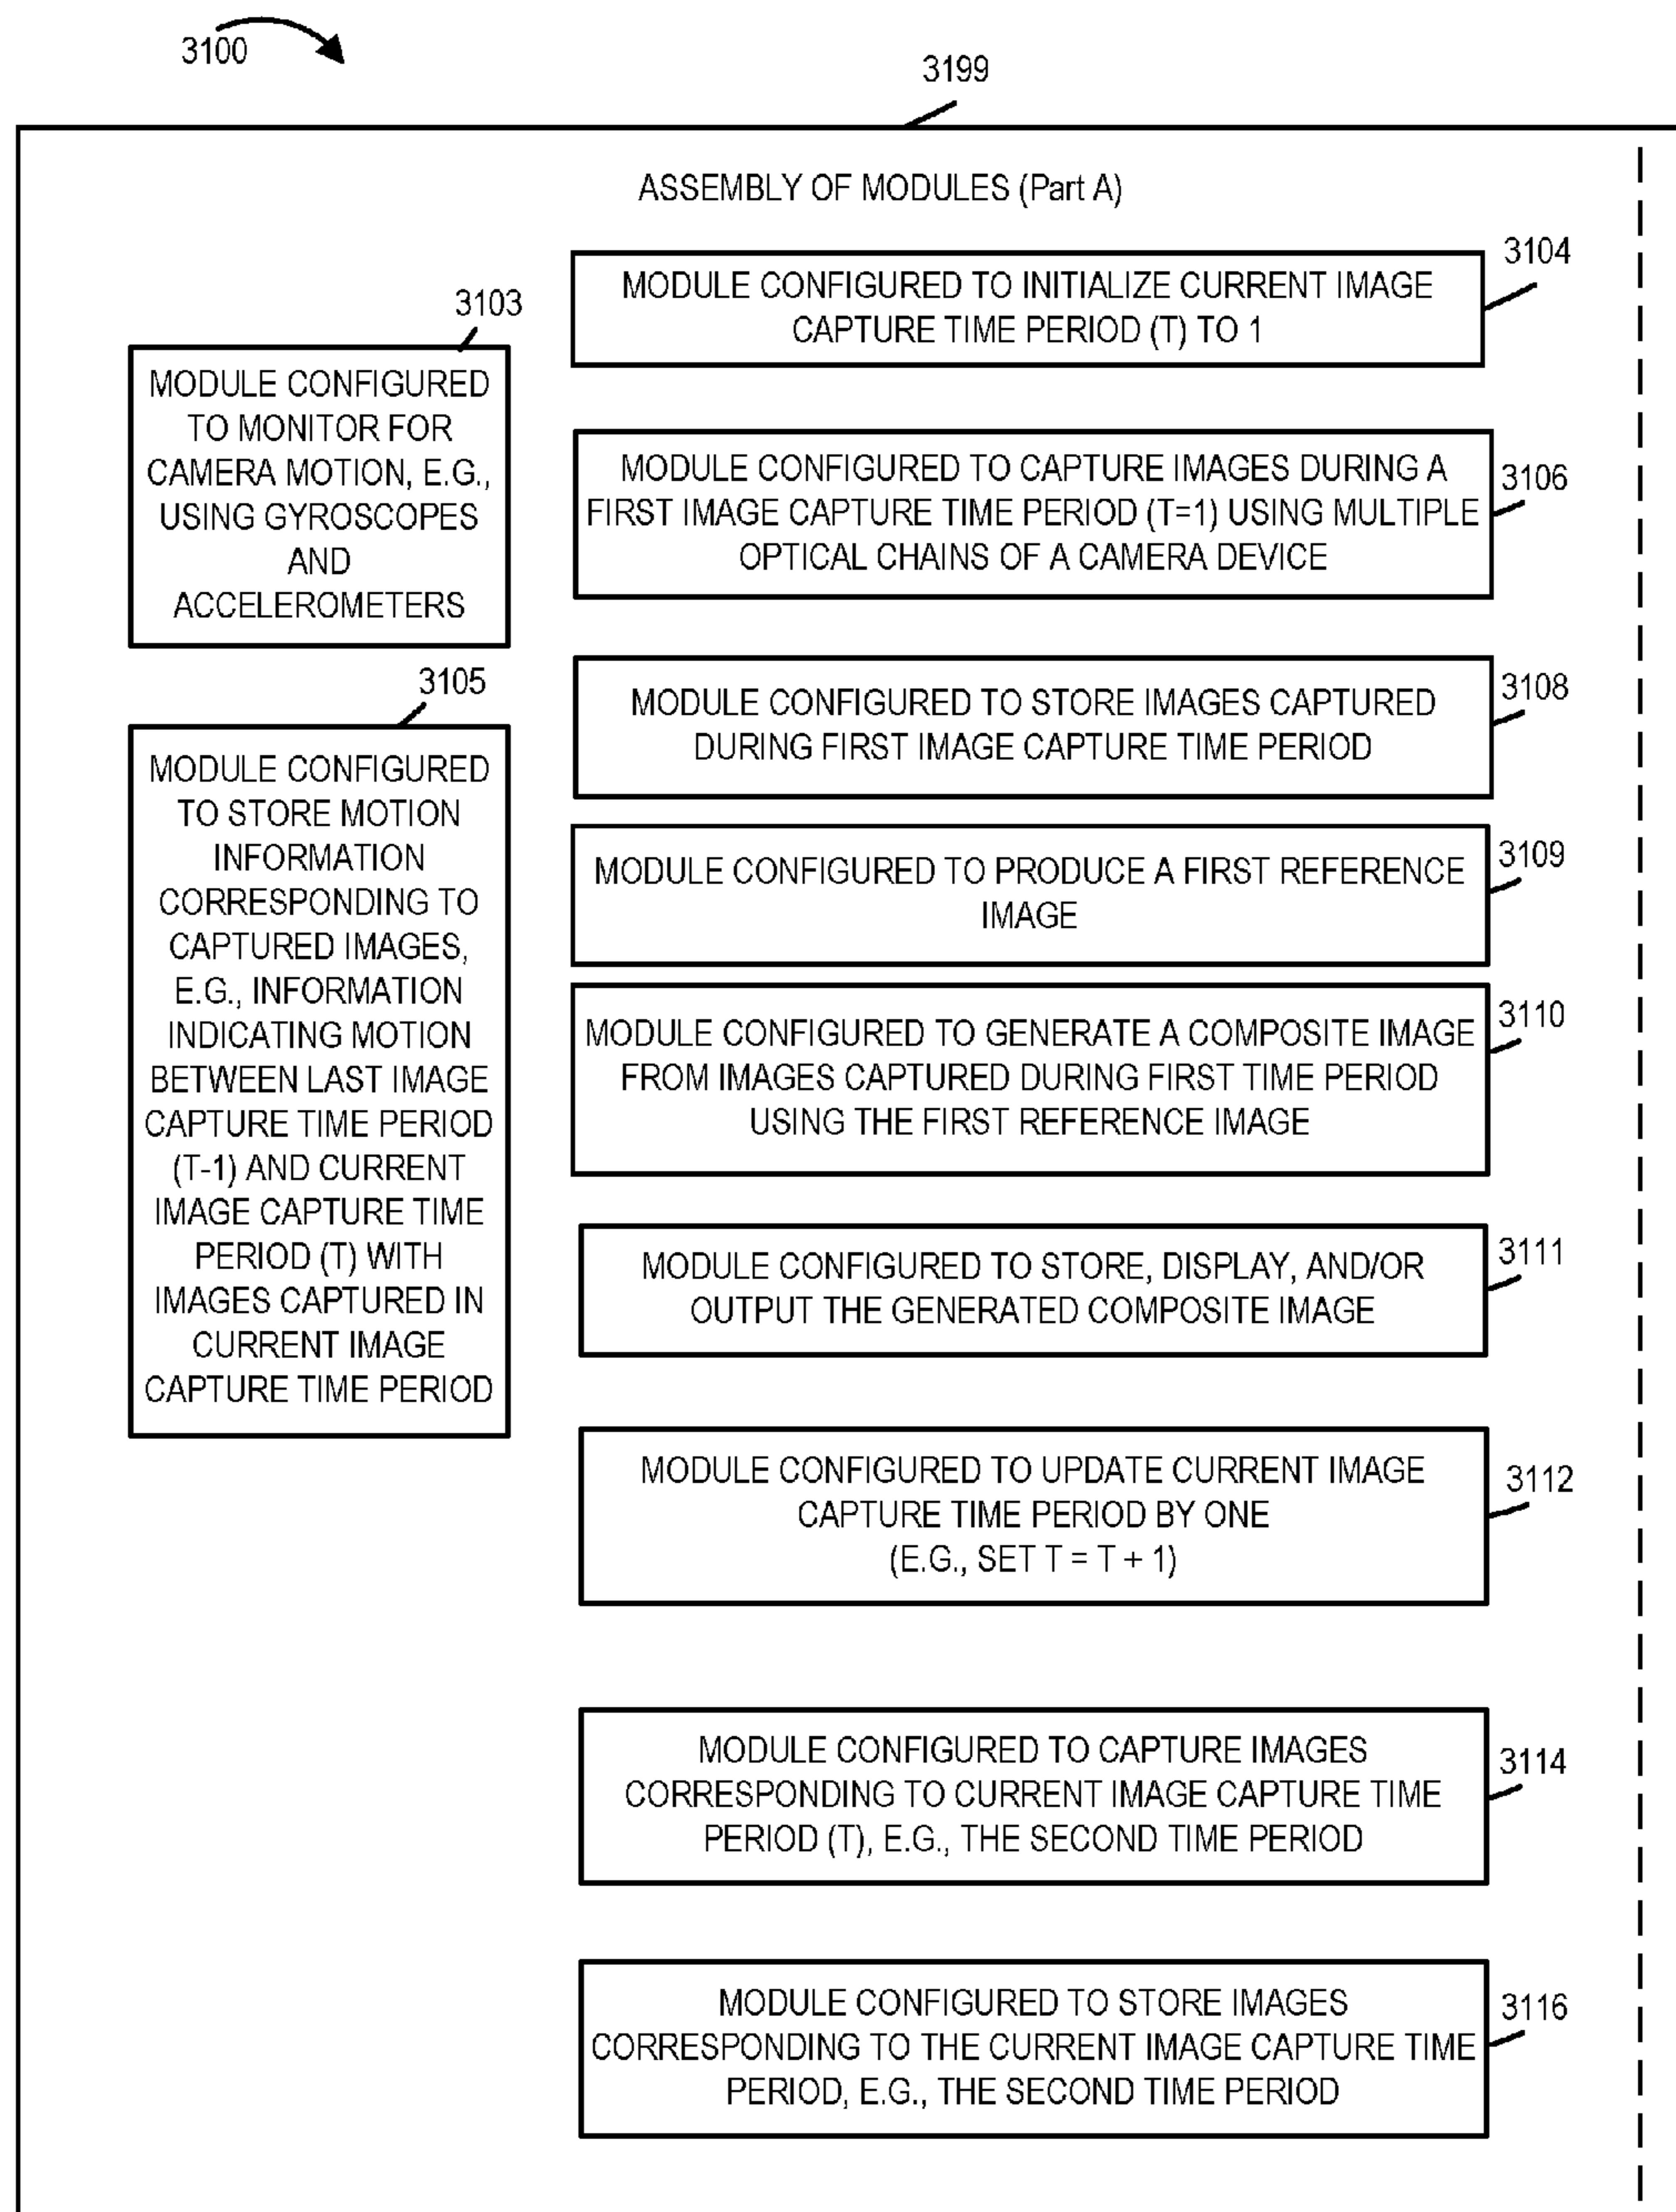 3100
3199
ASSEMBLY OF MODULES (Part A)
3103
MODULE CONFIGURED
TO MONITOR FOR
CAMERA MOTION, E.G.,
USING GYROSCOPES
AND
ACCELEROMETERS
3105
MODULE CONFIGURED
TO STORE MOTION
INFORMATION
CORRESPONDING TO
CAPTURED IMAGES,
E.G., INFORMATION
INDICATING MOTION
BETWEEN LAST IMAGE
CAPTURE TIME PERIOD
(T-1) AND CURRENT
IMAGE CAPTURE TIME
PERIOD (T) WITH
IMAGES CAPTURED IN
CURRENT IMAGE
CAPTURE TIME PERIOD
3104
MODULE CONFIGURED TO INITIALIZE CURRENT IMAGE
CAPTURE TIME PERIOD (T) TO 1
3106
MODULE CONFIGURED TO CAPTURE IMAGES DURING A
FIRST IMAGE CAPTURE TIME PERIOD (T=1) USING MULTIPLE
OPTICAL CHAINS OF A CAMERA DEVICE
3108
MODULE CONFIGURED TO STORE IMAGES CAPTURED
DURING FIRST IMAGE CAPTURE TIME PERIOD
3109
MODULE CONFIGURED TO PRODUCE A FIRST REFERENCE
IMAGE
3110
MODULE CONFIGURED TO GENERATE A COMPOSITE IMAGE
FROM IMAGES CAPTURED DURING FIRST TIME PERIOD
USING THE FIRST REFERENCE IMAGE
3111
MODULE CONFIGURED TO STORE, DISPLAY, AND/OR
OUTPUT THE GENERATED COMPOSITE IMAGE
3112
MODULE CONFIGURED TO UPDATE CURRENT IMAGE
CAPTURE TIME PERIOD BY ONE
(E.G., SET T = T + 1)
3114
MODULE CONFIGURED TO CAPTURE IMAGES
CORRESPONDING TO CURRENT IMAGE CAPTURE TIME
PERIOD (T), E.G., THE SECOND TIME PERIOD
3116
MODULE CONFIGURED TO STORE IMAGES
CORRESPONDING TO THE CURRENT IMAGE CAPTURE TIME
PERIOD, E.G., THE SECOND TIME PERIOD